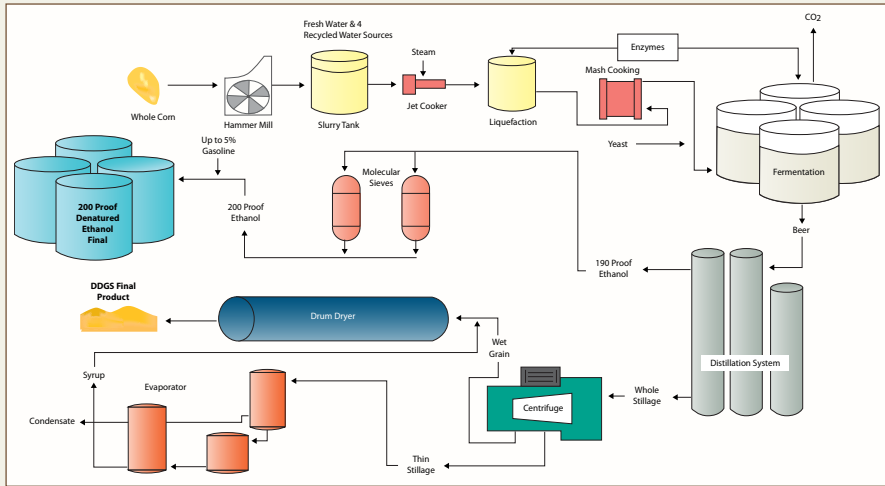 Fresh Water & 4
Recycled Water Sources
CO2
Enzymes
Steam
Mash Cooking
Whole Corn
Hammer Mill
Slurry Tank
Jet Cooker
Liquefaction
Up to 5%
Gasoline
Molecular
Sieves
Yeast
Fermentation
200 Proof
Denatured
Ethanol
Final
200 Proof
Ethanol
Beer
190 Proof
Ethanol
DDGS Final
Product
Drum Dryer
Wet
Grain
Distillation System
Syrup
Evaporator
Centrifuge
Whole
Stillage
Condensate
Thin
Stillage